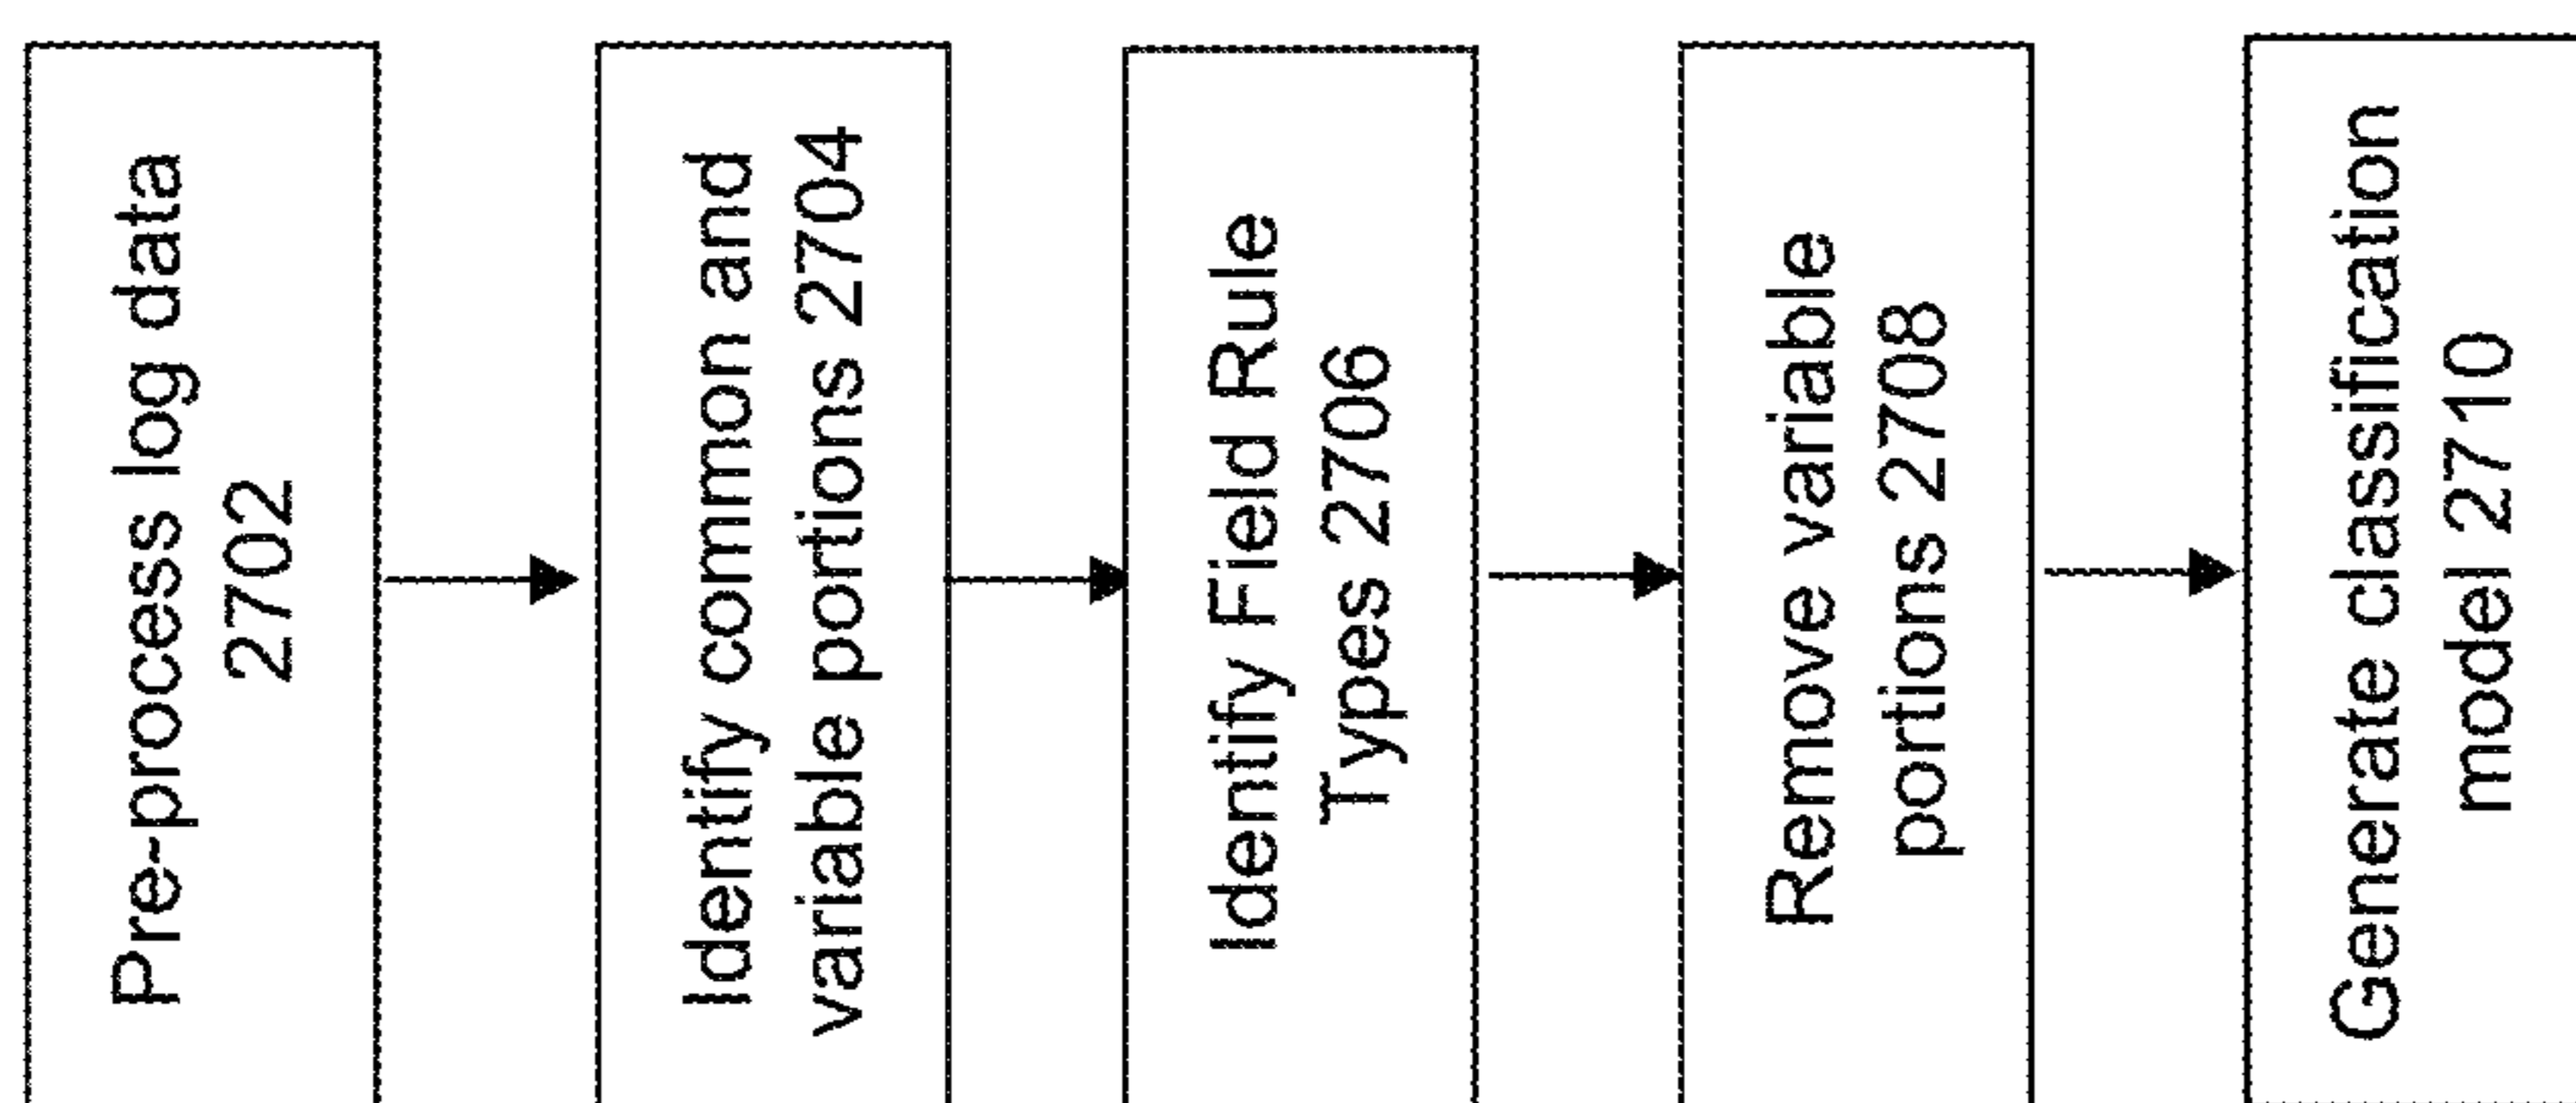 Pre-process log data
2702
Identify common and
variable portions 2704
Identify Field Rule
Types 2706
Remove variable
portions 2708
Generate classification
model 2710